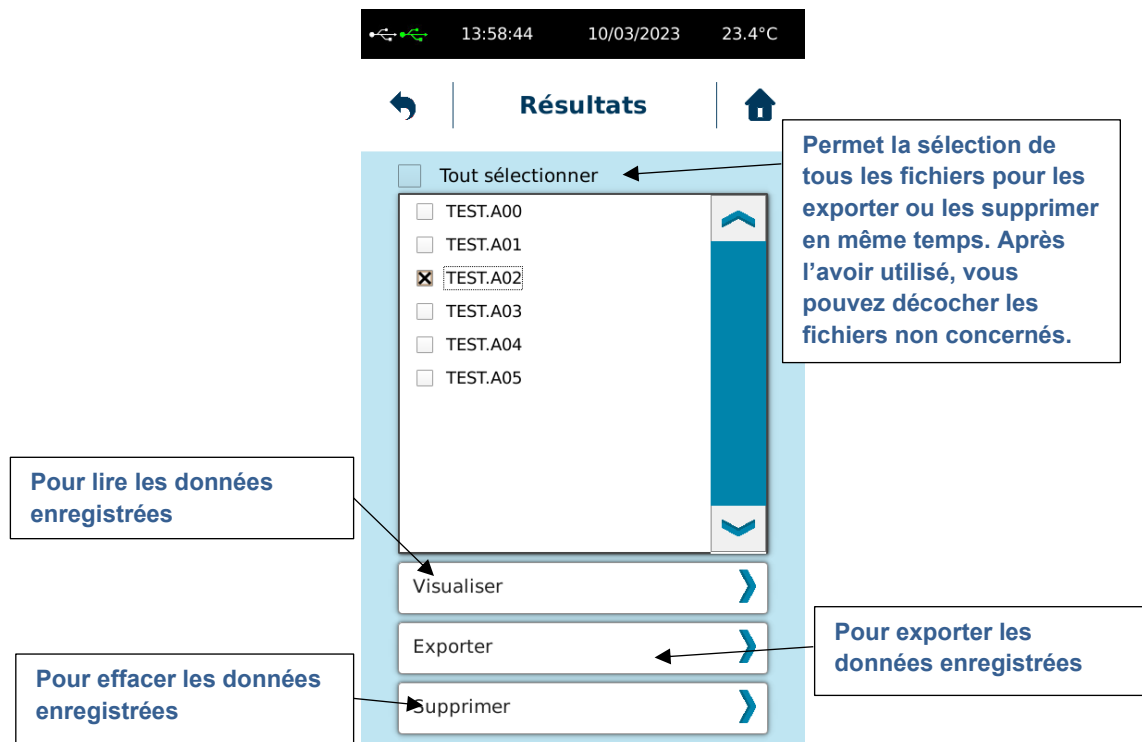 13:58:44 10/03/2023 23.4°C
Résultats
Tout sélectionner
TEST.A00
TEST.A01
TEST.A02
TEST.A03
TEST.A04
TEST.A05
Permet la sélection de
tous les fichiers pour les
exporter ou les supprimer
en même temps. Après
l’avoir utilisé, vous
pouvez décocher les
fichiers non concernés.
Pour lire les données
enregistrées
Visualiser
Exporter
Pour exporter les
données enregistrées
Pour effacer les données
enregistrées
Supprimer